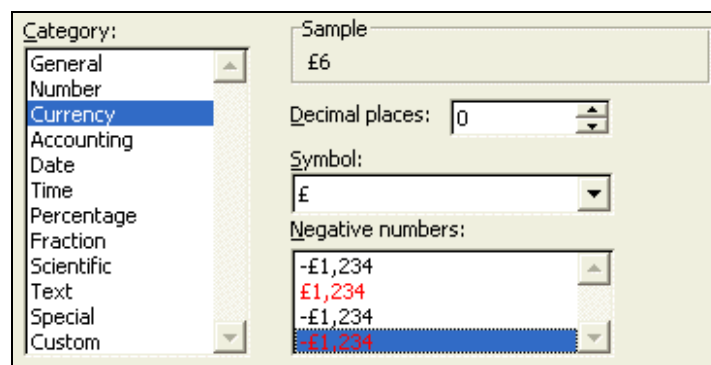 Category:
General
Number
Currency
Accounting
Date
Time
Percentage
Fraction
Scientific
Text
Special
Custom
Sample
£6
Decimal places: 0
Symbol:
£
Negative numbers:
-£1,234
£1,234
-£1,234
-£1,234